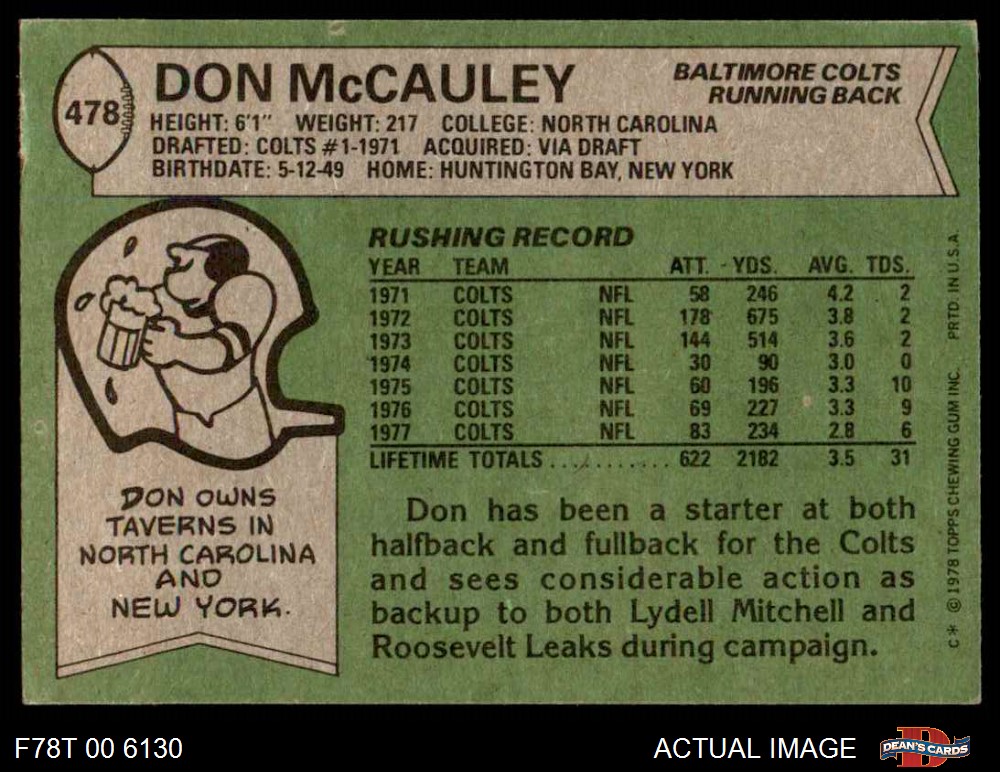 478
DON McCAULEY
BALTIMORE COLTS
RUNNING BACK
HEIGHT: 6'1" WEIGHT: 217 COLLEGE: NORTH CAROLINA
DRAFTED: COLTS #1-1971 ACQUIRED: VIA DRAFT
BIRTHDATE: 5-12-49 HOME: HUNTINGTON BAY, NEW YORK
RUSHING RECORD
YEAR TEAM ATT. YDS. AVG. TDS.
1971 COLTS NFL 58 246 4.2 2
1972 COLTS NFL 178 675 3.8 2
1973 COLTS NFL 144 514 3.6 2
1974 COLTS NFL 30 90 3.0 0
1975 COLTS NFL 60 196 3.3 10
1976 COLTS NFL 69 227 3.3 9
1977 COLTS NFL 83 234 2.8 6
LIFETIME TOTALS ........... 622 2182 3.5 31
DON OWNS
TAVERNS IN
NORTH CAROLINA
AND
NEW YORK.
Don has been a starter at both
halfback and fullback for the Colts
and sees considerable action as
backup to both Lydell Mitchell and
Roosevelt Leaks during campaign.
C* © 1978 TOPPS CHEWING GUM INC. PRTD. IN U.S.A.
F78T 00 6130
ACTUAL IMAGE
D
DEAN'S CARDS